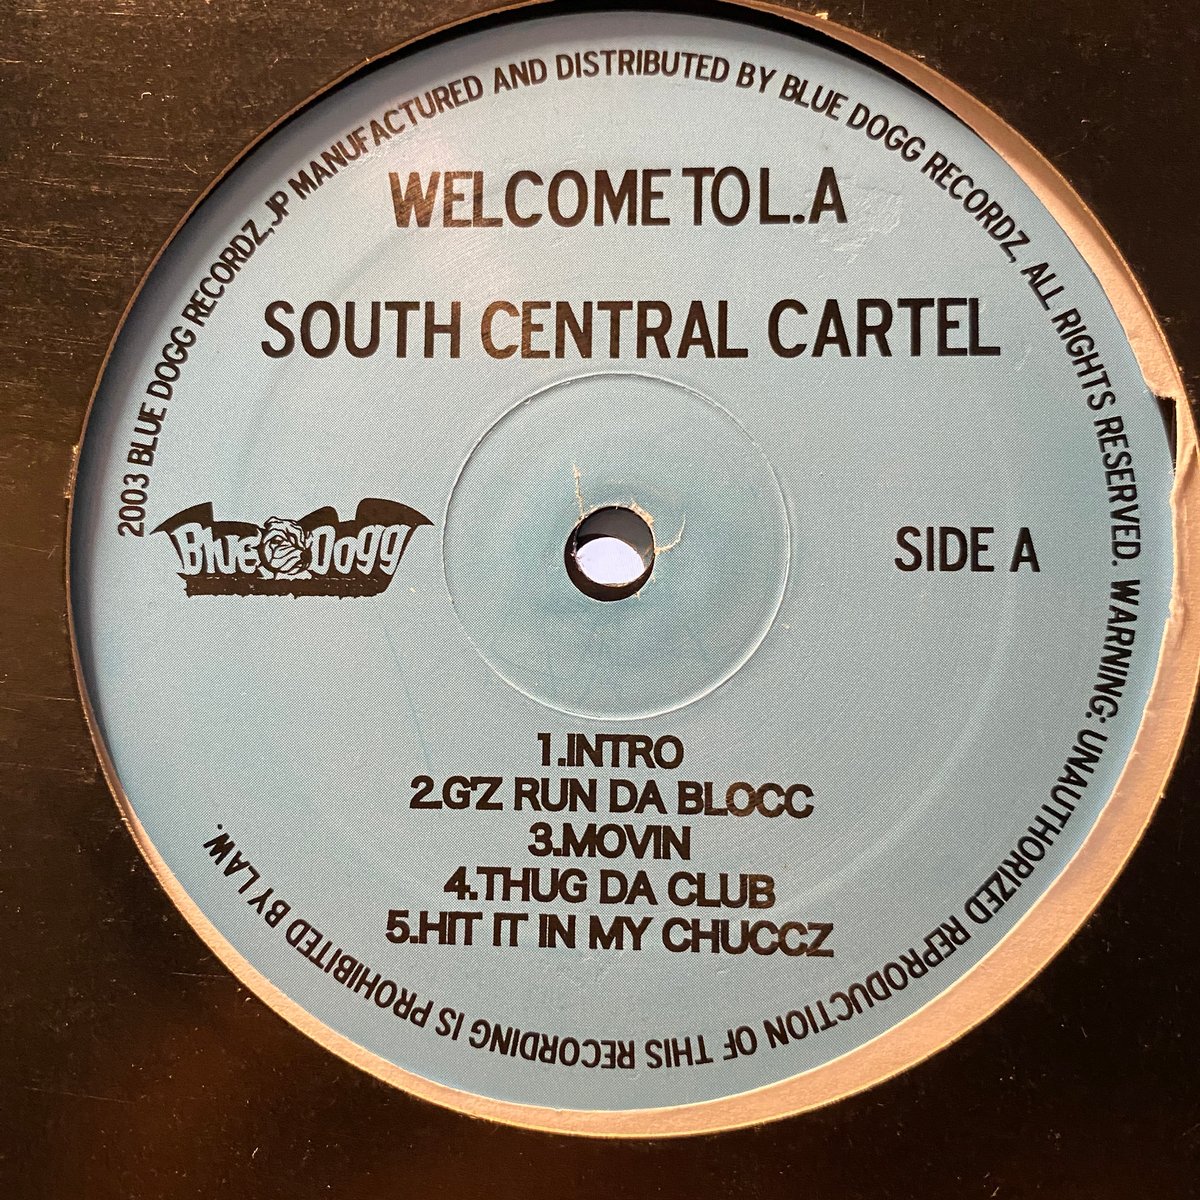 2003 BLUE DOGG RECORDZ, JP MANUFACTURED AND DISTRIBUTED BY BLUE DOGG RECORDZ, ALL RIGHTS RESERVED. WARNING: UNAUTHORIZED REPRODUCTION OF THIS RECORDING IS PROHIBITED BY LAW.
WELCOME TO L.A
SOUTH CENTRAL CARTEL
Blue Dogg
SIDE A
1.INTRO
2.G'Z RUN DA BLOCC
3.MOVIN
4.THUG DA CLUB
5.HIT IT IN MY CHUCCZ